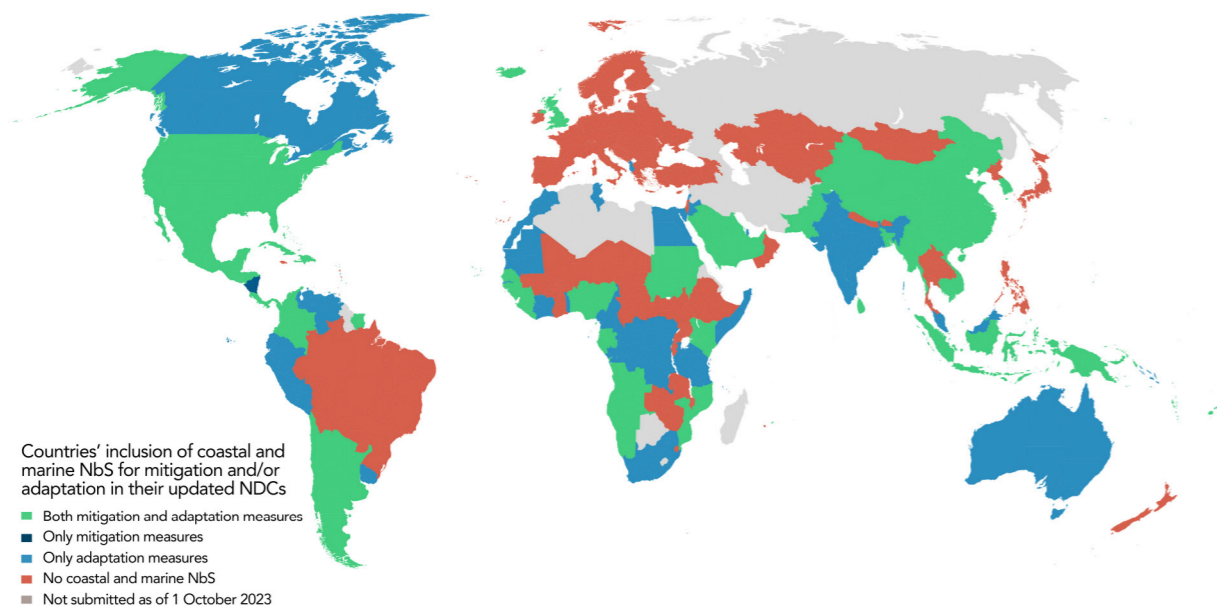 Countries’ inclusion of coastal and
marine NbS for mitigation and/or
adaptation in their updated NDCs
Both mitigation and adaptation measures
Only mitigation measures
Only adaptation measures
No coastal and marine NbS
Not submitted as of 1 October 2023